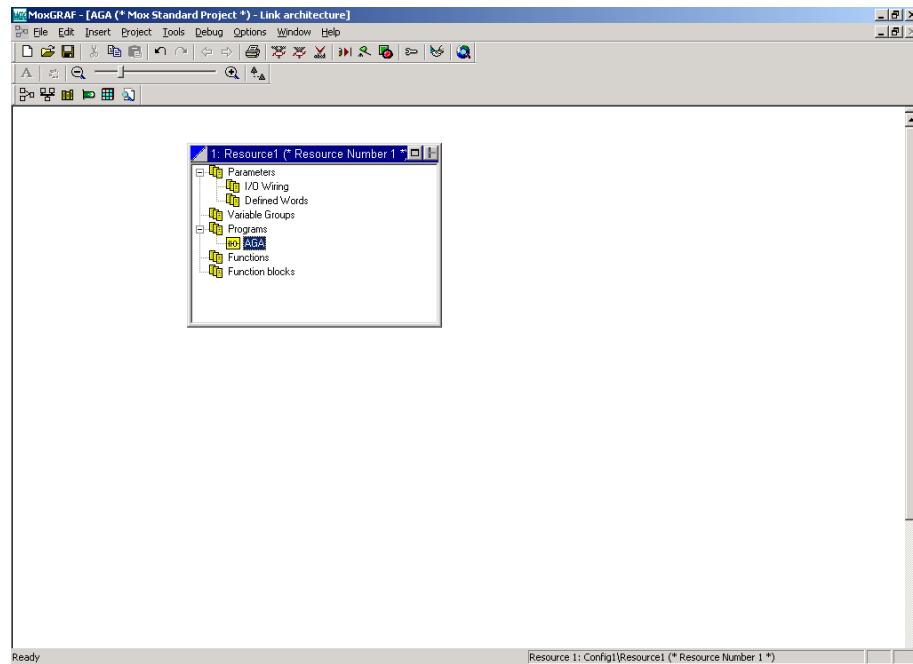 MoxGRAF - [AGA (* Mox Standard Project *) - Link architecture]
File Edit Insert Project Tools Debug Options Window Help
1: Resource1 (* Resource Number 1 *)
Parameters
I/O Wiring
Defined Words
Variable Groups
Programs
AGA
Functions
Function blocks
Ready
Resource 1: Config1\Resource1 (* Resource Number 1 *)